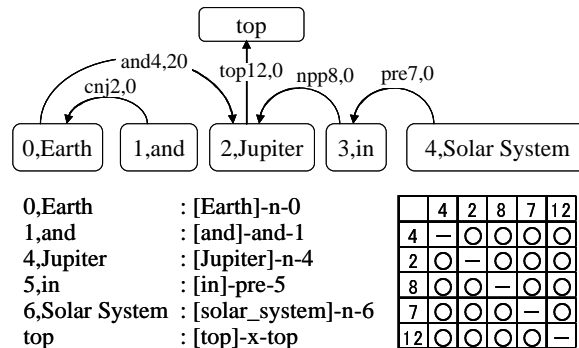 top
and4,20
cnj2,0
top12,0
npp8,0
pre7,0
0,Earth
1,and
2,Jupiter
3,in
4,Solar System
0,Earth : [Earth]-n-0
1,and : [and]-and-1
4,Jupiter : [Jupiter]-n-4
5,in : [in]-pre-5
6,Solar System : [solar_system]-n-6
top : [top]-x-top
4 2 8 7 12
4 － ○ ○ ○ ○
2 ○ － ○ ○ ○
8 ○ ○ － ○ ○
7 ○ ○ ○ － ○
12 ○ ○ ○ ○ －